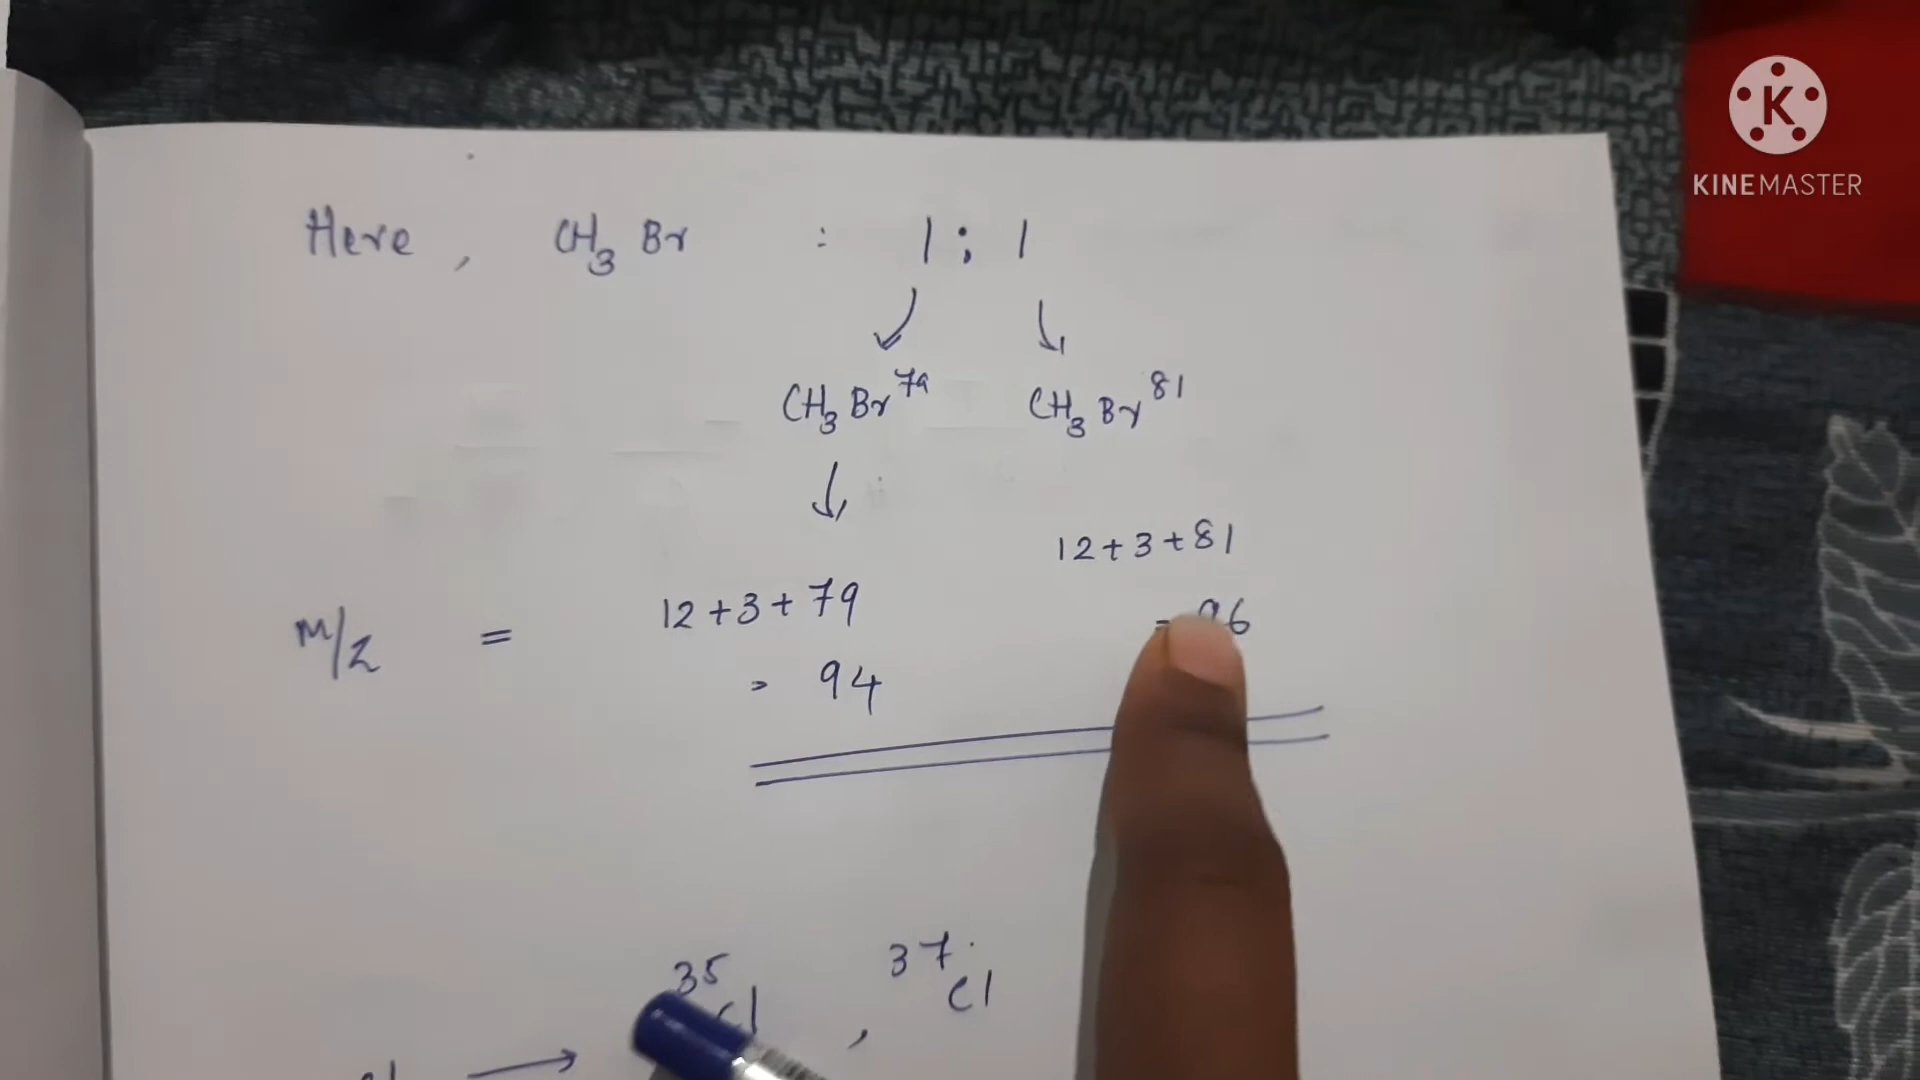 K
KINEMASTER
Here, CH3 Br : 1 ; 1
CH3 Br79 CH3 Br81
12+3+81
M/Z = 12+3+79 = 96
= 94
35Cl , 37Cl